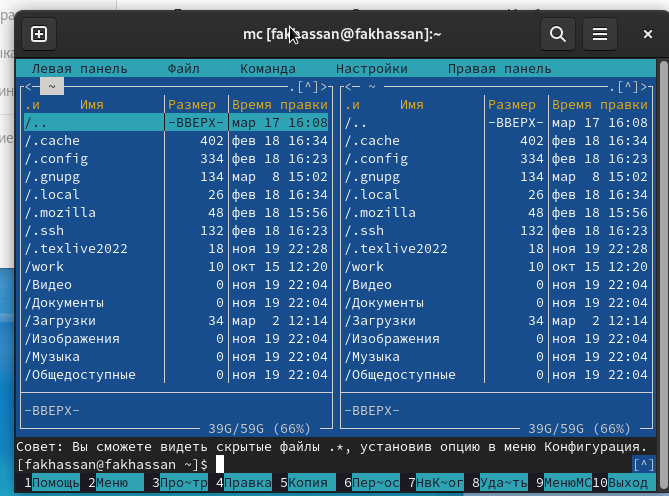 mc [fakhassan@fakhassan]:~
Левая панель Файл Команда Настройки Правая панель
<— ~ .[^]> <— ~ .[^]>
.и Имя Размер Время правки .и Имя Размер Время правки
/.. -ВВЕРХ- мар 17 16:08 /.. -ВВЕРХ- мар 17 16:08
/.cache 402 фев 18 16:34 /.cache 402 фев 18 16:34
/.config 334 фев 18 16:23 /.config 334 фев 18 16:23
/.gnupg 134 мар 8 15:02 /.gnupg 134 мар 8 15:02
/.local 26 фев 18 16:34 /.local 26 фев 18 16:34
/.mozilla 48 фев 18 15:56 /.mozilla 48 фев 18 15:56
/.ssh 132 фев 18 16:23 /.ssh 132 фев 18 16:23
/.texlive2022 18 ноя 19 22:28 /.texlive2022 18 ноя 19 22:28
/work 10 окт 15 12:20 /work 10 окт 15 12:20
/Видео 0 ноя 19 22:04 /Видео 0 ноя 19 22:04
/Документы 0 ноя 19 22:04 /Документы 0 ноя 19 22:04
/Загрузки 34 мар 2 12:14 /Загрузки 34 мар 2 12:14
/Изображения 0 ноя 19 22:04 /Изображения 0 ноя 19 22:04
/Музыка 0 ноя 19 22:04 /Музыка 0 ноя 19 22:04
/Общедоступные 0 ноя 19 22:04 /Общедоступные 0 ноя 19 22:04
-ВВЕРХ- -ВВЕРХ-
39G/59G (66%) 39G/59G (66%)
Совет: Вы сможете видеть скрытые файлы .*, установив опцию в меню Конфигурация.
[fakhassan@fakhassan ~]$ [^]
1Помощь 2Меню 3Про~тр 4Правка 5Копия 6Пер~ос 7НвК~ог 8Уда~ть 9МенюMC 10Выход